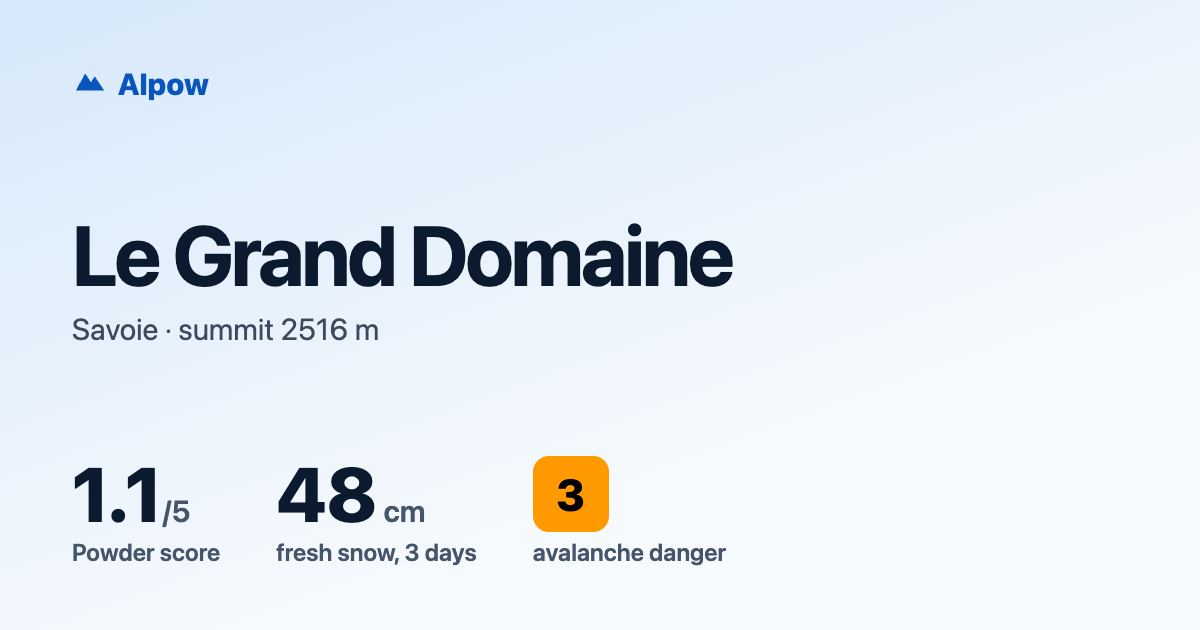 Alpow
Le Grand Domaine
Savoie · summit 2516 m
1.1/5
Powder score
48 cm
fresh snow, 3 days
3
avalanche danger